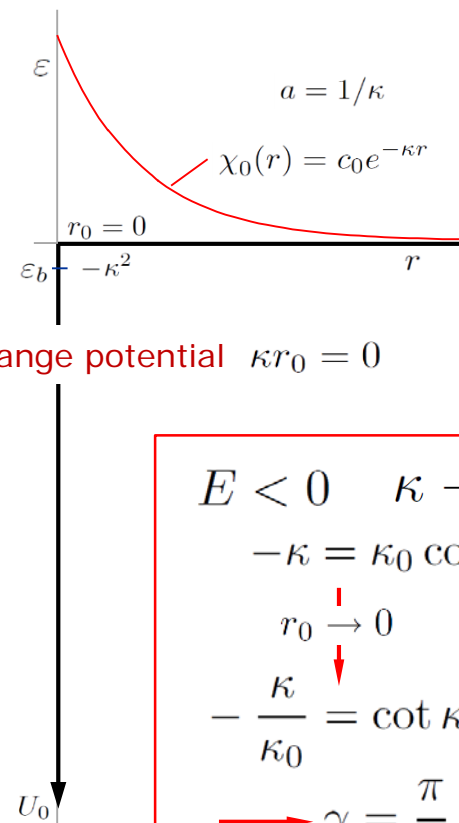 ε
a = 1/κ
χ₀(r) = c₀e^{−κr}
r₀ = 0
ε_b −κ²
r
ange potential κr₀ = 0
E < 0 κ −
−κ = κ₀ co
r₀ → 0
− κ/κ₀ = cot κ
γ = π
U₀